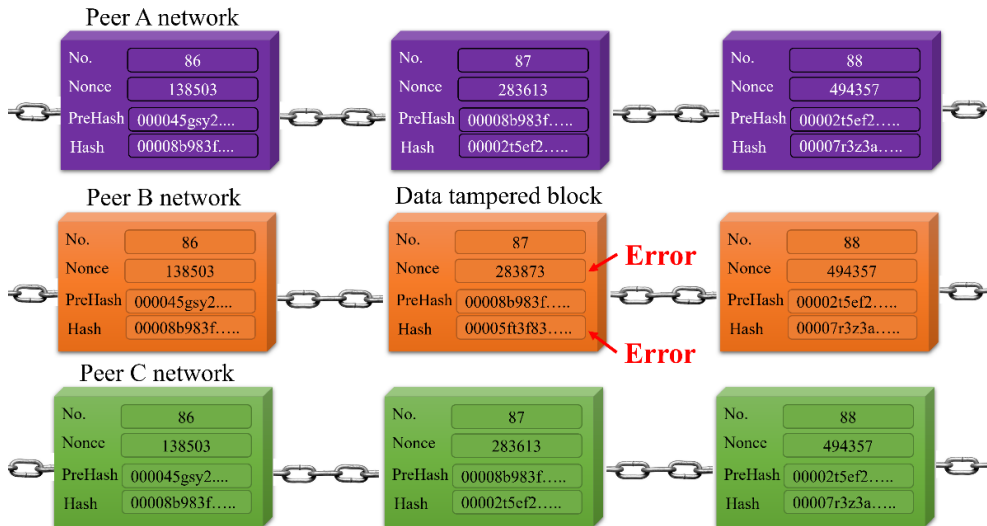 Peer A network
No. 86
Nonce 138503
PreHash 000045gsy2....
Hash 00008b983f....
No. 87
Nonce 283613
PreHash 00008b983f…..
Hash 00002t5ef2…..
No. 88
Nonce 494357
PreHash 00002t5ef2…..
Hash 00007r3z3a…..
Peer B network
No. 86
Nonce 138503
PreHash 000045gsy2....
Hash 00008b983f…..
Data tampered block
No. 87
Nonce 283873
PreHash 00008b983f…..
Hash 00005ft3f83…..
Error
Error
No. 88
Nonce 494357
PreHash 00002t5ef2…..
Hash 00007r3z3a…..
Peer C network
No. 86
Nonce 138503
PreHash 000045gsy2....
Hash 00008b983f…..
No. 87
Nonce 283613
PreHash 00008b983f…..
Hash 00002t5ef2…..
No. 88
Nonce 494357
PreHash 00002t5ef2…..
Hash 00007r3z3a…..